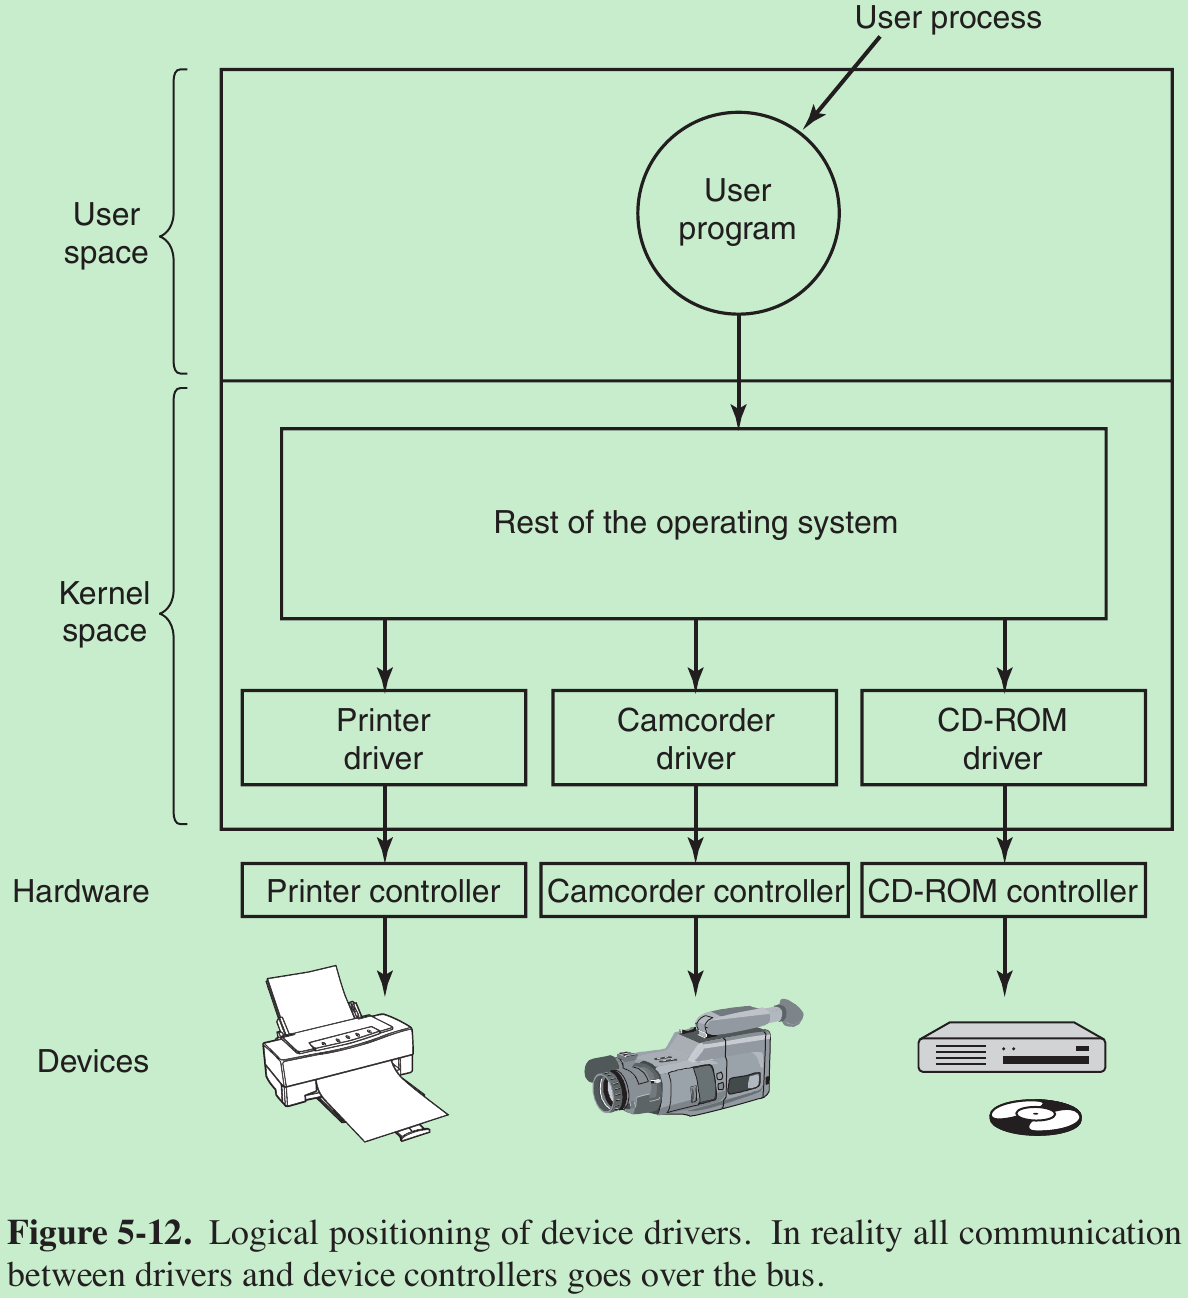 User process
User
program
User
space
Rest of the operating system
Kernel
space
Printer
driver
Camcorder
driver
CD-ROM
driver
Hardware
Printer controller
Camcorder controller
CD-ROM controller
Devices
Figure 5-12. Logical positioning of device drivers. In reality all communication
between drivers and device controllers goes over the bus.